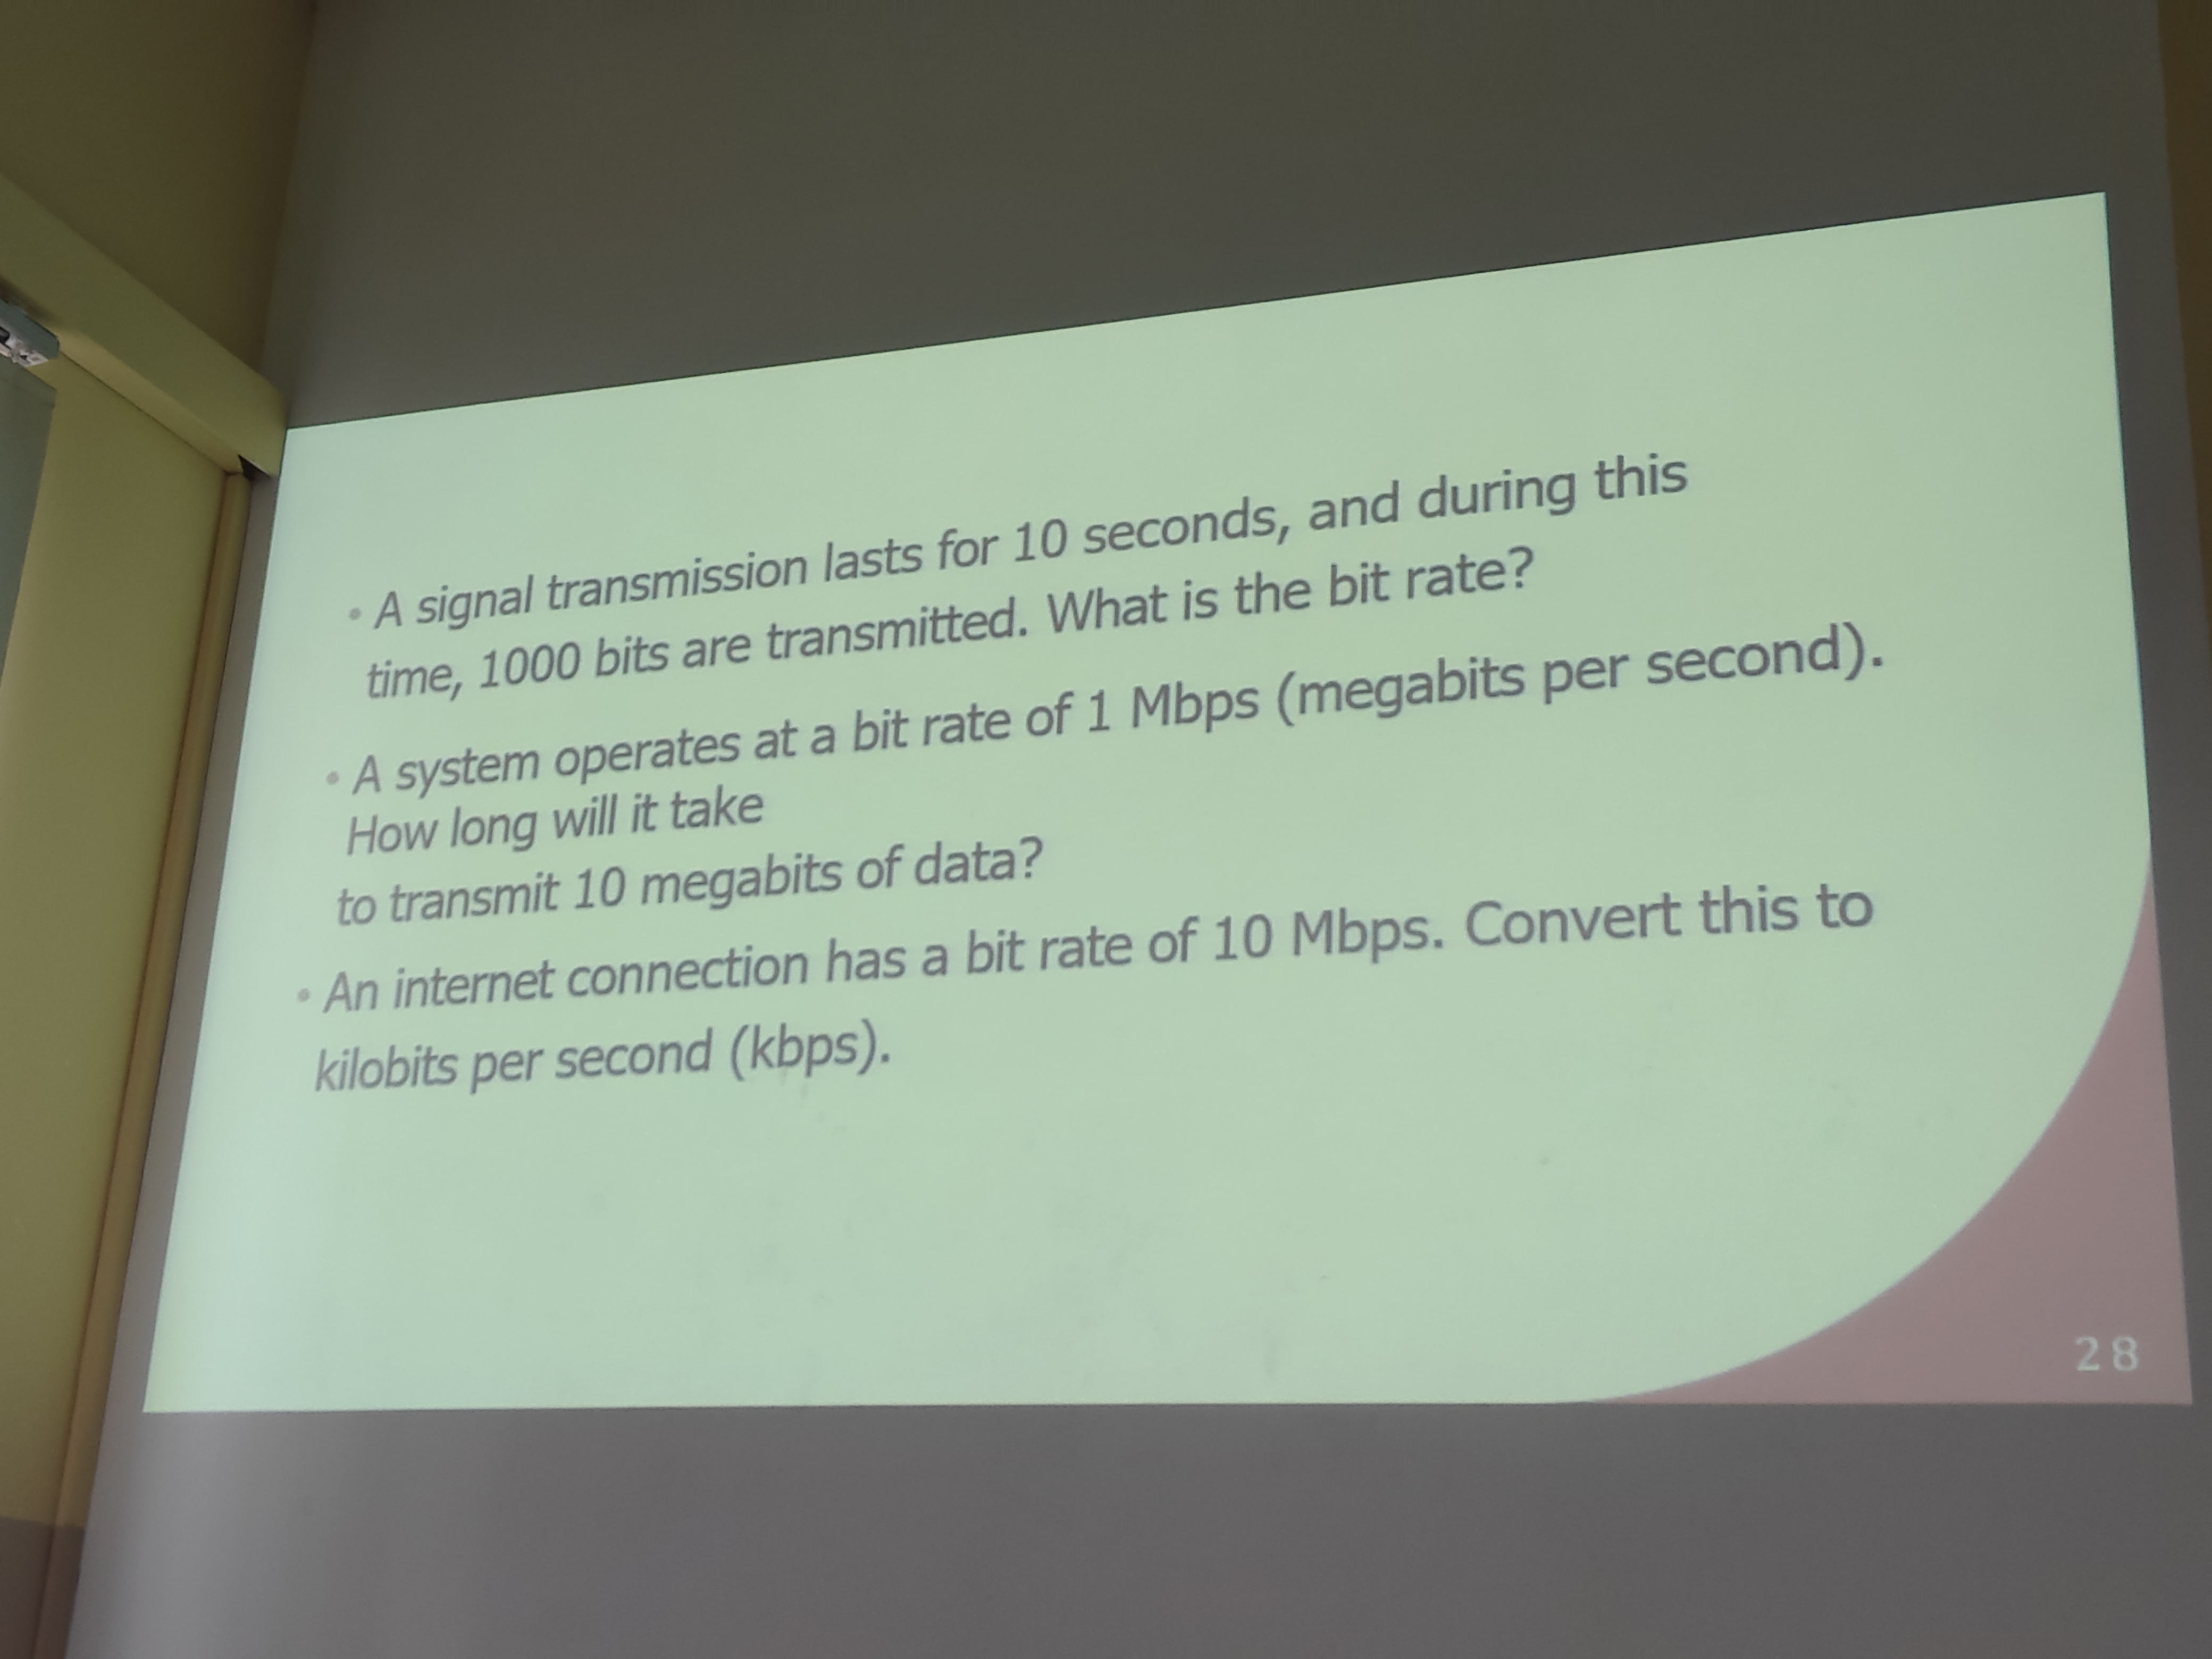 • A signal transmission lasts for 10 seconds, and during this
time, 1000 bits are transmitted. What is the bit rate?
• A system operates at a bit rate of 1 Mbps (megabits per second).
How long will it take
to transmit 10 megabits of data?
• An internet connection has a bit rate of 10 Mbps. Convert this to
kilobits per second (kbps).
28